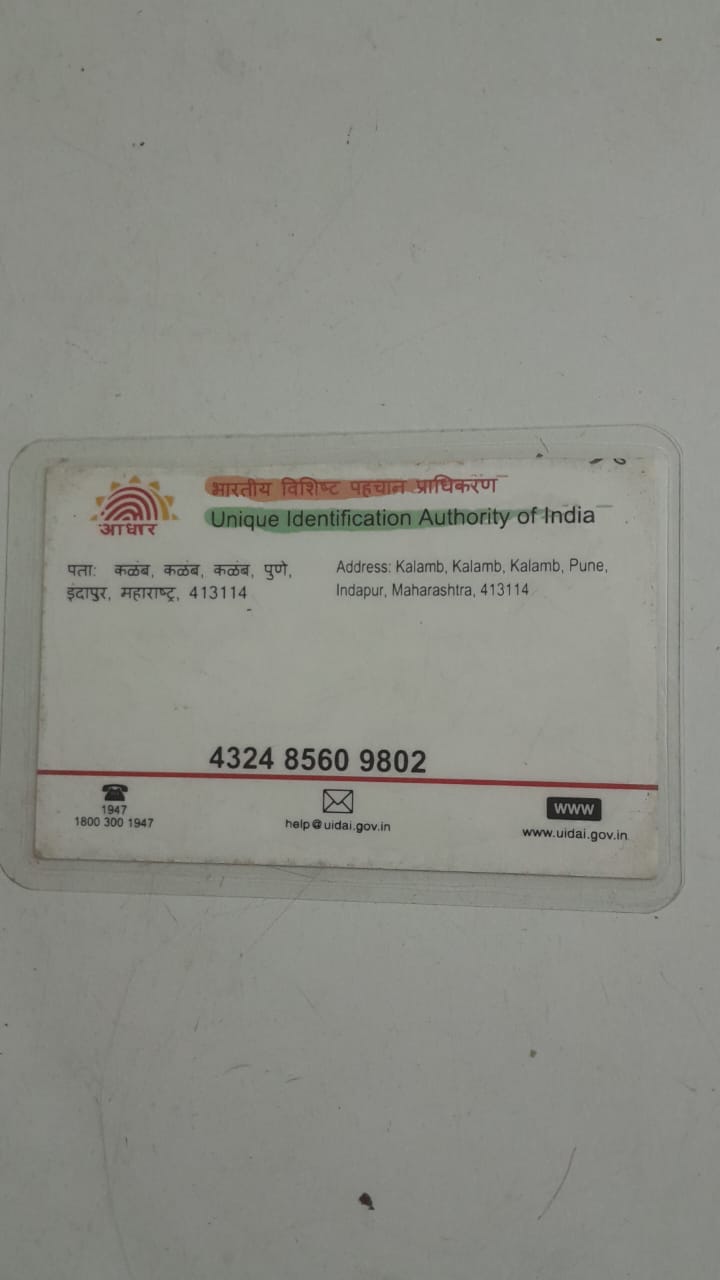 भारतीय विशिष्ट पहचान प्राधिकरण
आधार
Unique Identification Authority of India
पता: कळंब, कळंब, कळंब, पुणे,
इंदापुर, महाराष्ट्र, 413114
Address: Kalamb, Kalamb, Kalamb, Pune,
Indapur, Maharashtra, 413114
4324 8560 9802
1947
1800 300 1947
help@uidai.gov.in
www
www.uidai.gov.in